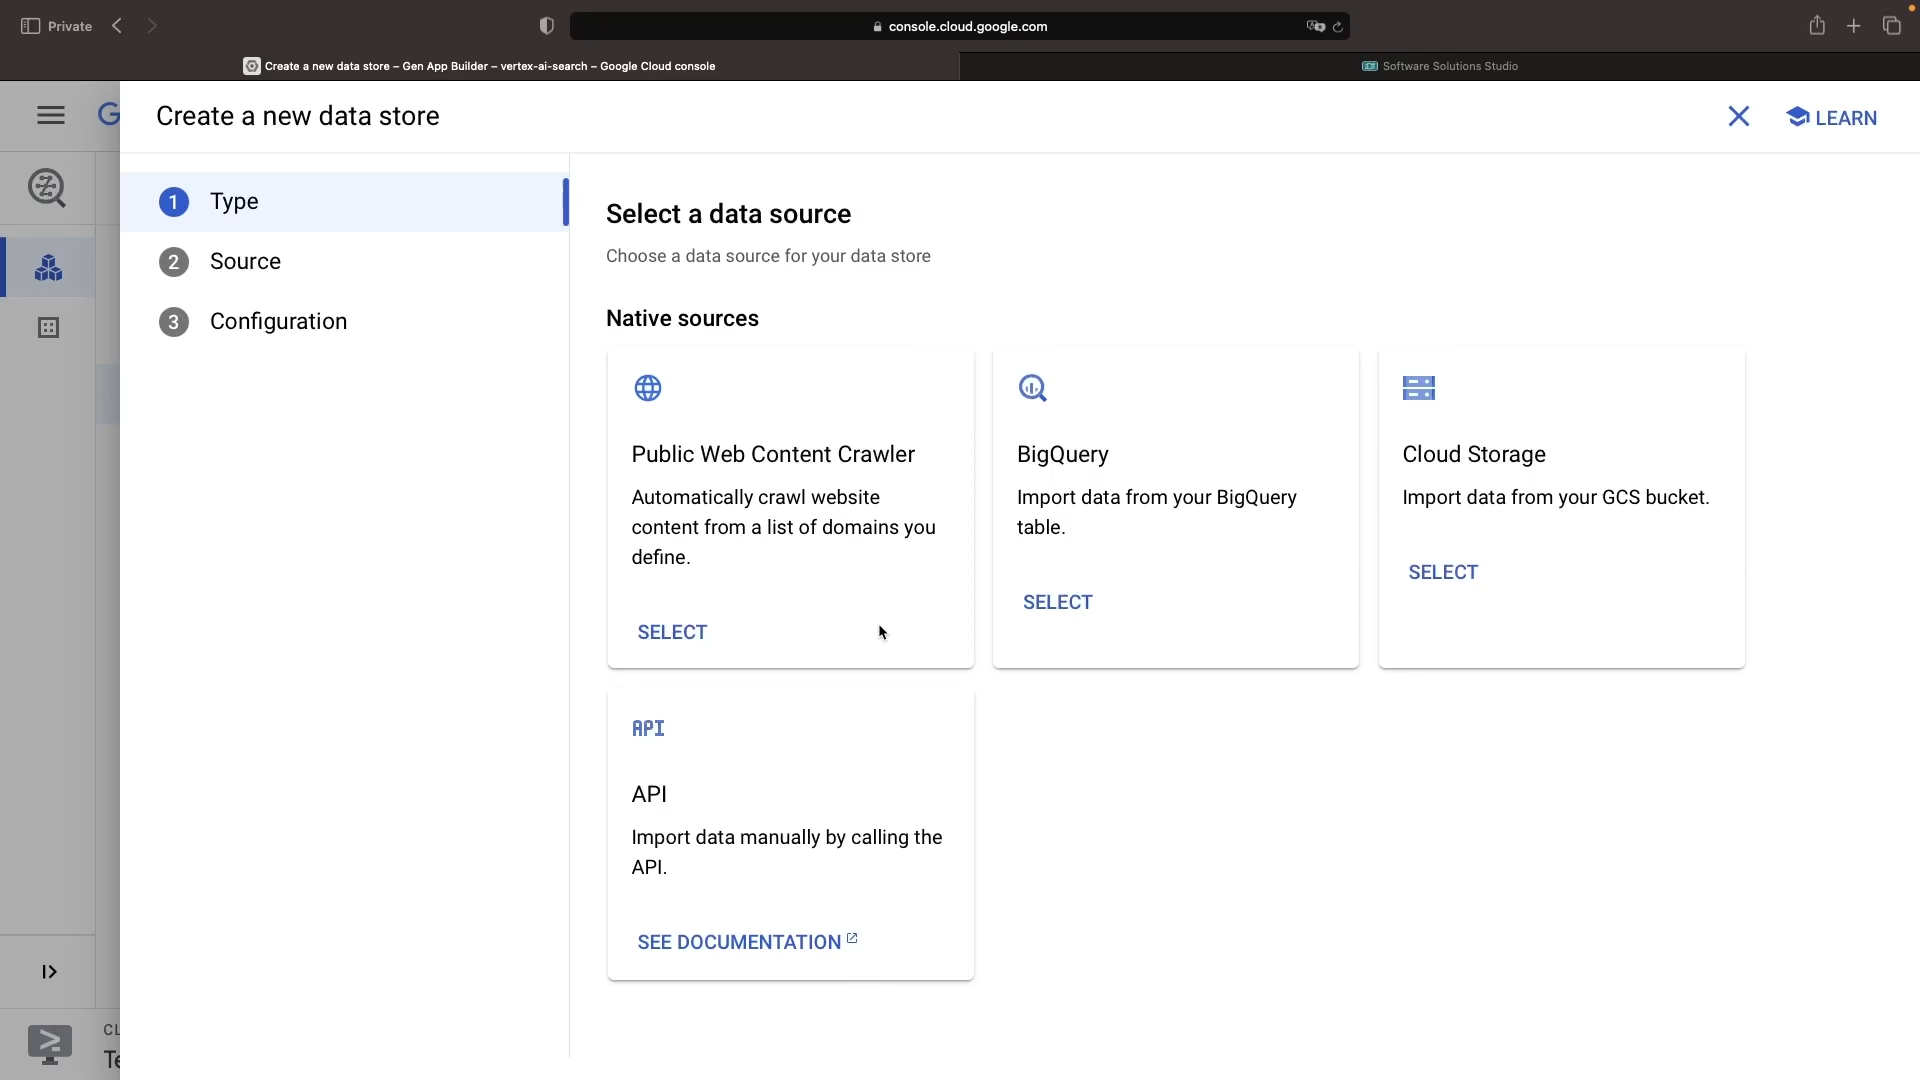 Private
console.cloud.google.com
Create a new data store – Gen App Builder – vertex-ai-search – Google Cloud console
Software Solutions Studio
G
Create a new data store
LEARN
1 Type
2 Source
3 Configuration
Select a data source
Choose a data source for your data store
Native sources
Public Web Content Crawler
Automatically crawl website
content from a list of domains you
define.
SELECT
BigQuery
Import data from your BigQuery
table.
SELECT
Cloud Storage
Import data from your GCS bucket.
SELECT
API
API
Import data manually by calling the
API.
SEE DOCUMENTATION
CL
Te